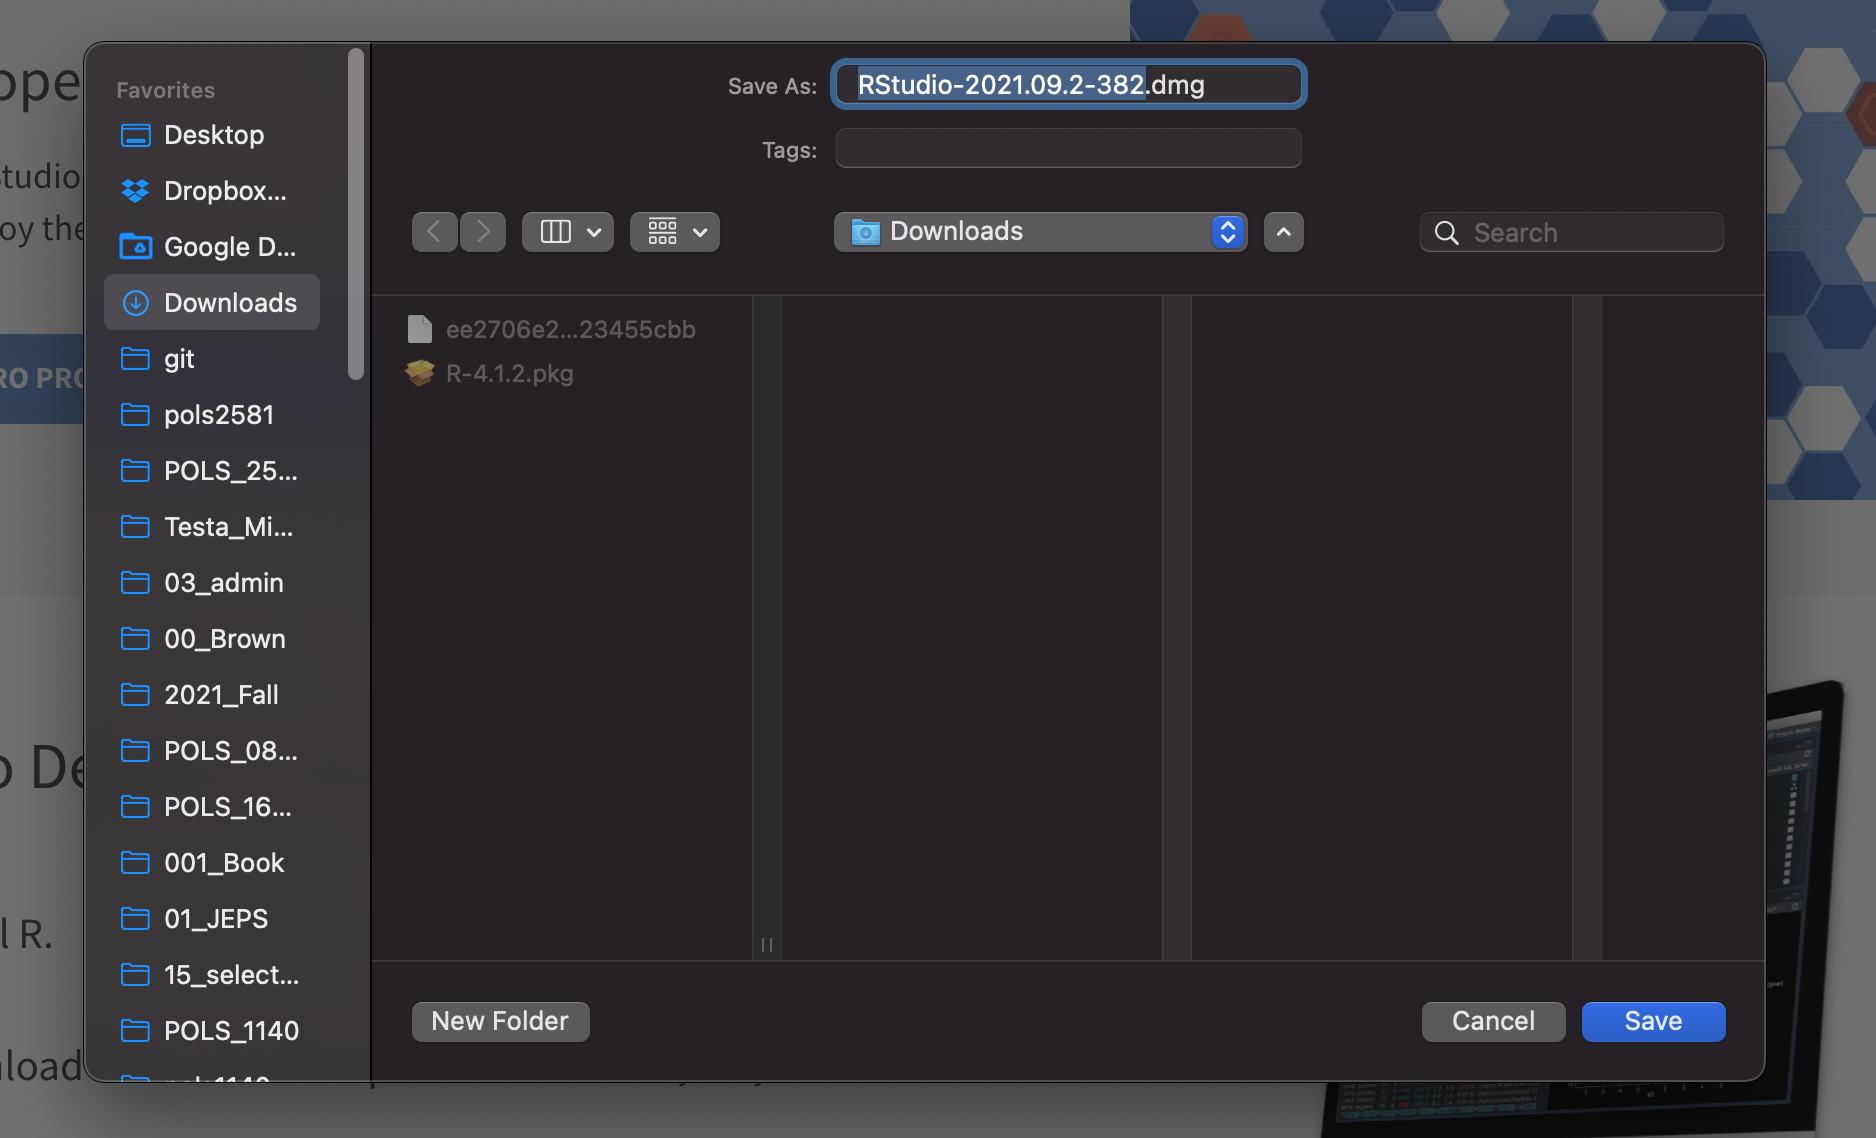 Save As: RStudio-2021.09.2-382.dmg
Tags:
Downloads
Search
Favorites
Desktop
Dropbox...
Google D...
Downloads
git
pols2581
POLS_25...
Testa_Mi...
03_admin
00_Brown
2021_Fall
POLS_08...
POLS_16...
001_Book
01_JEPS
15_select...
POLS_1140
ee2706e2...23455cbb
R-4.1.2.pkg
New Folder
Cancel
Save
ope
tudio
oy the
RO PRO
o De
l R.
load